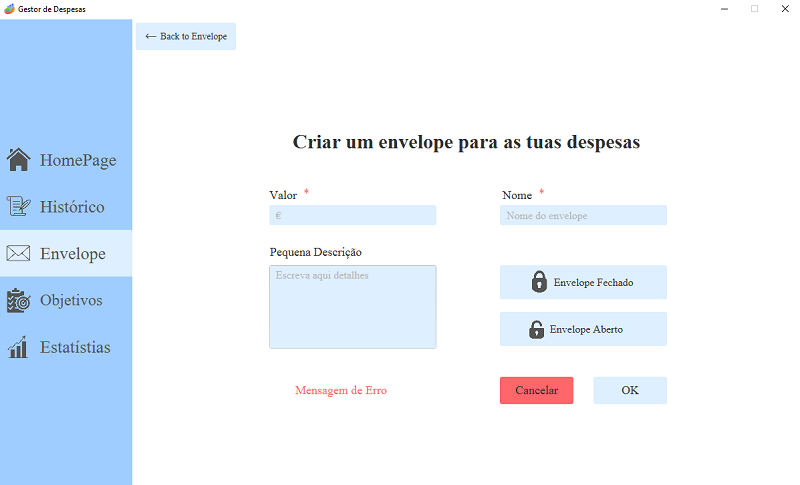 Gestor de Despesas
← Back to Envelope
HomePage
Histórico
Envelope
Objetivos
Estatístias
Criar um envelope para as tuas despesas
Valor *
€
Nome *
Nome do envelope
Pequena Descrição
Escreva aqui detalhes
Envelope Fechado
Envelope Aberto
Mensagem de Erro
Cancelar
OK